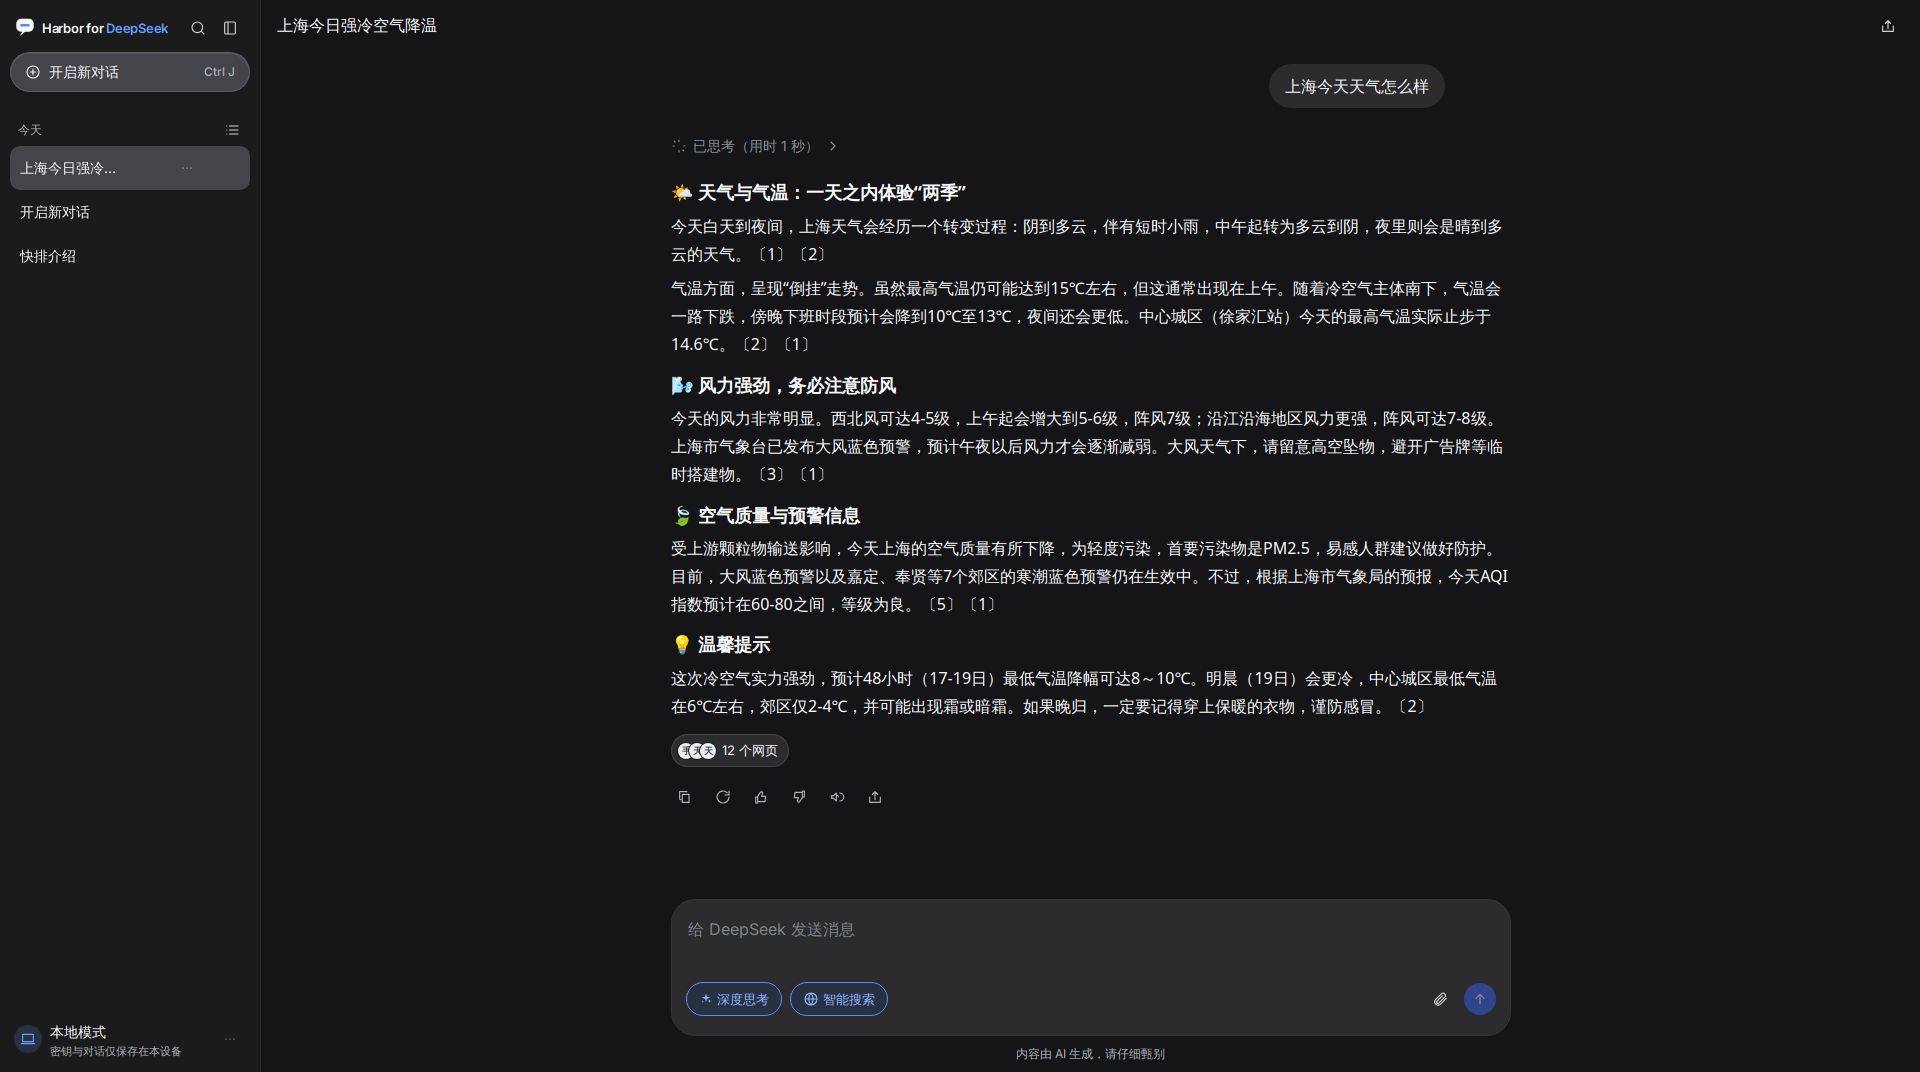 Harbor for DeepSeek
开启新对话 Ctrl J
今天
上海今日强冷...
开启新对话
快排介绍
本地模式
密钥与对话仅保存在本设备
上海今日强冷空气降温
上海今天天气怎么样
已思考（用时 1 秒）
🌤️ 天气与气温：一天之内体验“两季”
今天白天到夜间，上海天气会经历一个转变过程：阴到多云，伴有短时小雨，中午起转为多云到阴，夜里则会是晴到多
云的天气。〔1〕〔2〕
气温方面，呈现“倒挂”走势。虽然最高气温仍可能达到15℃左右，但这通常出现在上午。随着冷空气主体南下，气温会
一路下跌，傍晚下班时段预计会降到10℃至13℃，夜间还会更低。中心城区（徐家汇站）今天的最高气温实际止步于
14.6℃。〔2〕〔1〕
🌬️ 风力强劲，务必注意防风
今天的风力非常明显。西北风可达4-5级，上午起会增大到5-6级，阵风7级；沿江沿海地区风力更强，阵风可达7-8级。
上海市气象台已发布大风蓝色预警，预计午夜以后风力才会逐渐减弱。大风天气下，请留意高空坠物，避开广告牌等临
时搭建物。〔3〕〔1〕
🍃 空气质量与预警信息
受上游颗粒物输送影响，今天上海的空气质量有所下降，为轻度污染，首要污染物是PM2.5，易感人群建议做好防护。
目前，大风蓝色预警以及嘉定、奉贤等7个郊区的寒潮蓝色预警仍在生效中。不过，根据上海市气象局的预报，今天AQI
指数预计在60-80之间，等级为良。〔5〕〔1〕
💡 温馨提示
这次冷空气实力强劲，预计48小时（17-19日）最低气温降幅可达8～10℃。明晨（19日）会更冷，中心城区最低气温
在6℃左右，郊区仅2-4℃，并可能出现霜或暗霜。如果晚归，一定要记得穿上保暖的衣物，谨防感冒。〔2〕
天 12 个网页
给 DeepSeek 发送消息
深度思考 智能搜索
内容由 AI 生成，请仔细甄别